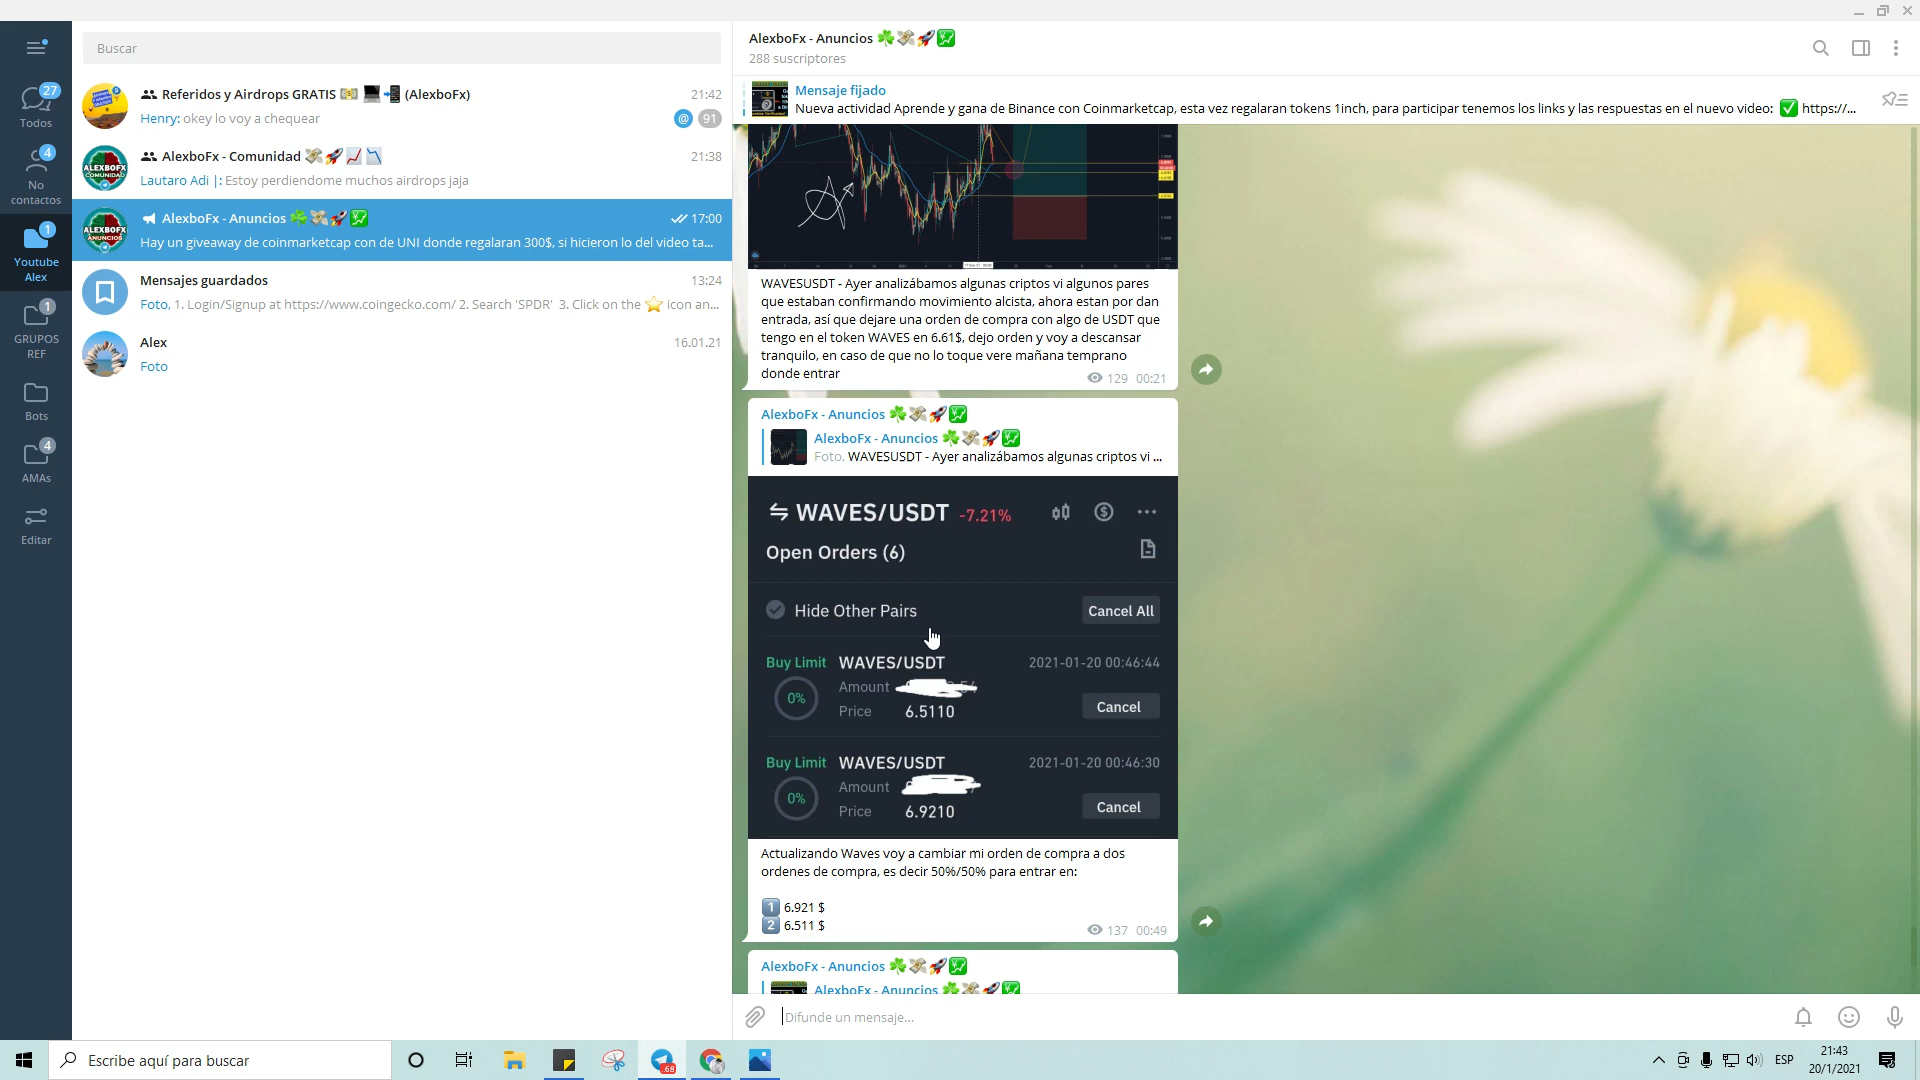 Buscar
27
Todos
4
No
contactos
1
Youtube
Alex
1
GRUPOS
REF
Bots
4
AMAs
Editar
Referidos y Airdrops GRATIS 💵 💻 📲 (AlexboFx)
21:42
Henry: okey lo voy a chequear
@ 91
AlexboFx - Comunidad 💸🚀📈📉
21:38
Lautaro Adi |: Estoy perdiendome muchos airdrops jaja
AlexboFx - Anuncios ☘️💸🚀💹
17:00
Hay un giveaway de coinmarketcap con de UNI donde regalaran 300$, si hicieron lo del video ta...
Mensajes guardados
13:24
Foto, 1. Login/Signup at https://www.coingecko.com/ 2. Search 'SPDR' 3. Click on the ⭐ icon an...
Alex
16.01.21
Foto
ALEXBOFX
COMUNIDAD
ALEXBOFX
ANUNCIOS
AlexboFx - Anuncios ☘️💸🚀💹
288 suscriptores
Mensaje fijado
Nueva actividad Aprende y gana de Binance con Coinmarketcap, esta vez regalaran tokens 1inch, para participar tenemos los links y las respuestas en el nuevo video: ✅ https://...
WAVESUSDT - Ayer analizábamos algunas criptos vi algunos pares
que estaban confirmando movimiento alcista, ahora estan por dan
entrada, así que dejare una orden de compra con algo de USDT que
tengo en el token WAVES en 6.61$, dejo orden y voy a descansar
tranquilo, en caso de que no lo toque vere mañana temprano
donde entrar
129 00:21
AlexboFx - Anuncios ☘️💸🚀💹
AlexboFx - Anuncios ☘️💸🚀💹
Foto, WAVESUSDT - Ayer analizábamos algunas criptos vi ...
WAVES/USDT -7.21%
Open Orders (6)
Hide Other Pairs
Cancel All
Buy Limit WAVES/USDT 2021-01-20 00:46:44
0%
Amount
Price 6.5110
Cancel
Buy Limit WAVES/USDT 2021-01-20 00:46:30
0%
Amount
Price 6.9210
Cancel
Actualizando Waves voy a cambiar mi orden de compra a dos
ordenes de compra, es decir 50%/50% para entrar en:
1️⃣ 6.921 $
2️⃣ 6.511 $
137 00:49
AlexboFx - Anuncios ☘️💸🚀💹
AlexboFx - Anuncios ☘️💸🚀💹
Difunde un mensaje...
Escribe aquí para buscar
.68
ESP
21:43
20/1/2021